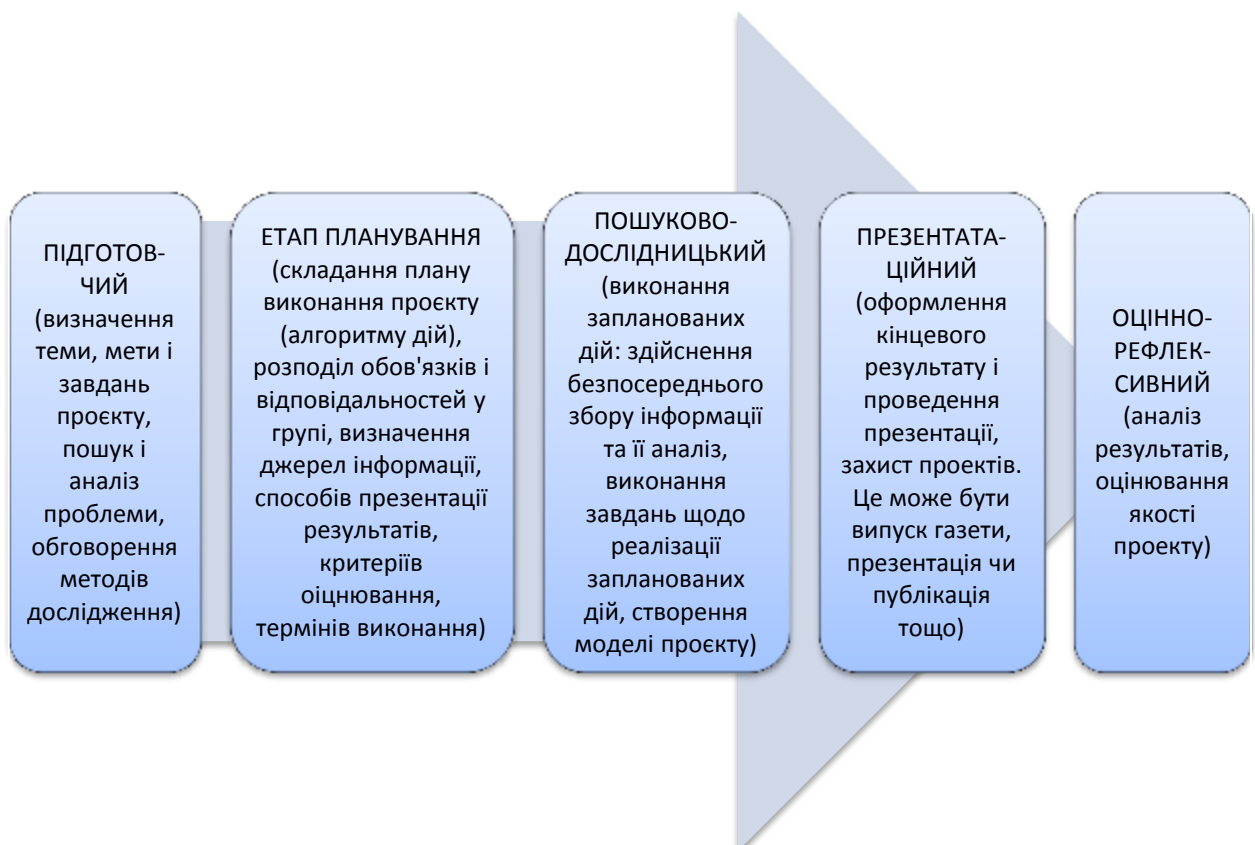 ПІДГОТОВ-
ЧИЙ
(визначення
теми, мети і
завдань
проєкту,
пошук і
аналіз
проблеми,
обговорення
методів
дослідження)
ЕТАП ПЛАНУВАННЯ
(складання плану
виконання проєкту
(алгоритму дій),
розподіл обов'язків і
відповідальностей у
групі, визначення
джерел інформації,
способів презентації
результатів,
критеріїв
оіцнювання,
термінів виконання)
ПОШУКОВО-
ДОСЛІДНИЦЬКИЙ
(виконання
запланованих
дій: здійснення
безпосереднього
збору інформації
та її аналіз,
виконання
завдань щодо
реалізації
запланованих
дій, створення
моделі проєкту)
ПРЕЗЕНТАТА-
ЦІЙНИЙ
(оформлення
кінцевого
результату і
проведення
презентації,
захист проектів.
Це може бути
випуск газети,
презентація чи
публікація
тощо)
ОЦІННО-
РЕФЛЕК-
СИВНИЙ
(аналіз
результатів,
оцінювання
якості
проекту)